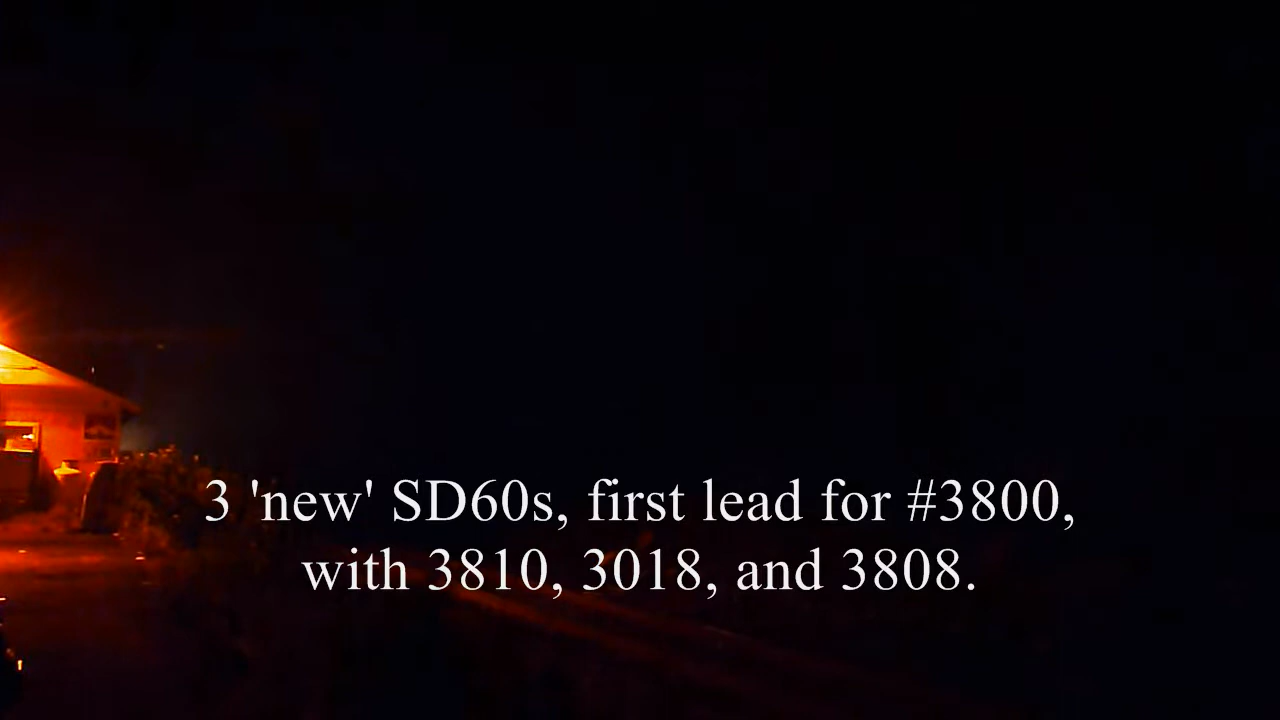 3 'new' SD60s, first lead for #3800,
with 3810, 3018, and 3808.